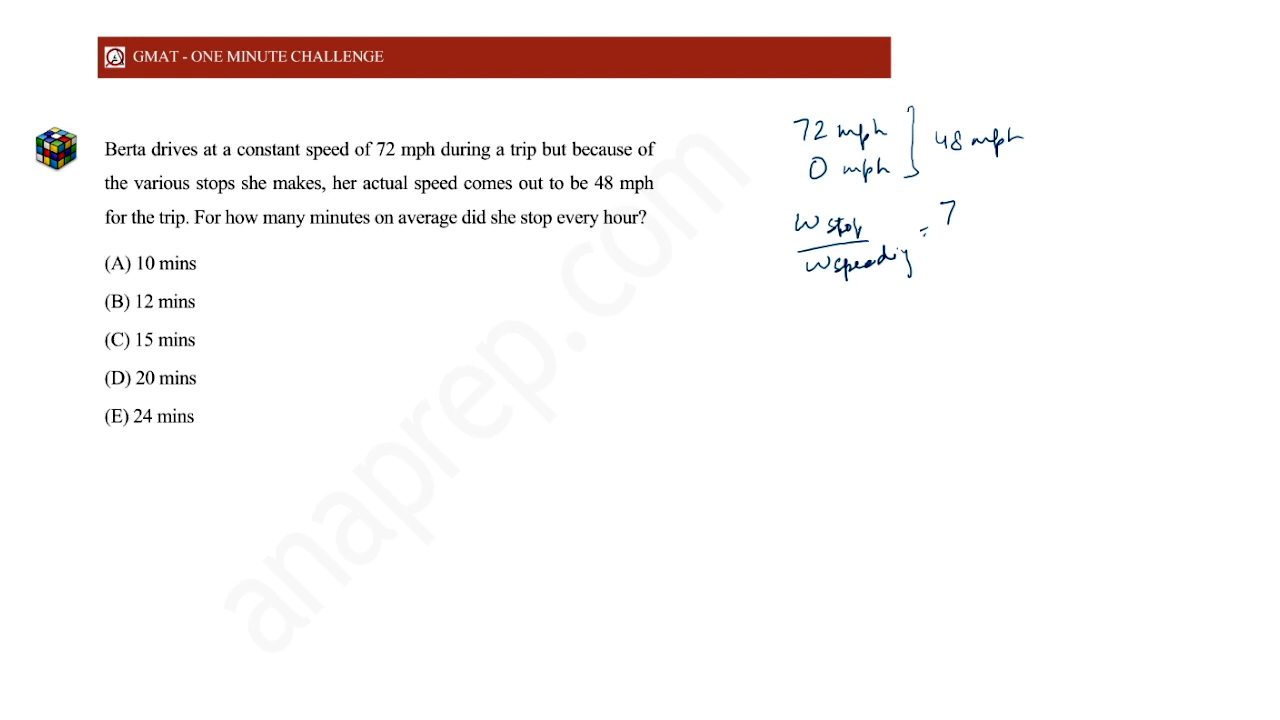 GMAT - ONE MINUTE CHALLENGE
Berta drives at a constant speed of 72 mph during a trip but because of
the various stops she makes, her actual speed comes out to be 48 mph
for the trip. For how many minutes on average did she stop every hour?
(A) 10 mins
(B) 12 mins
(C) 15 mins
(D) 20 mins
(E) 24 mins
72 mph
0 mph
48 mph
w stop
w speeding
= 7
anaprep.com